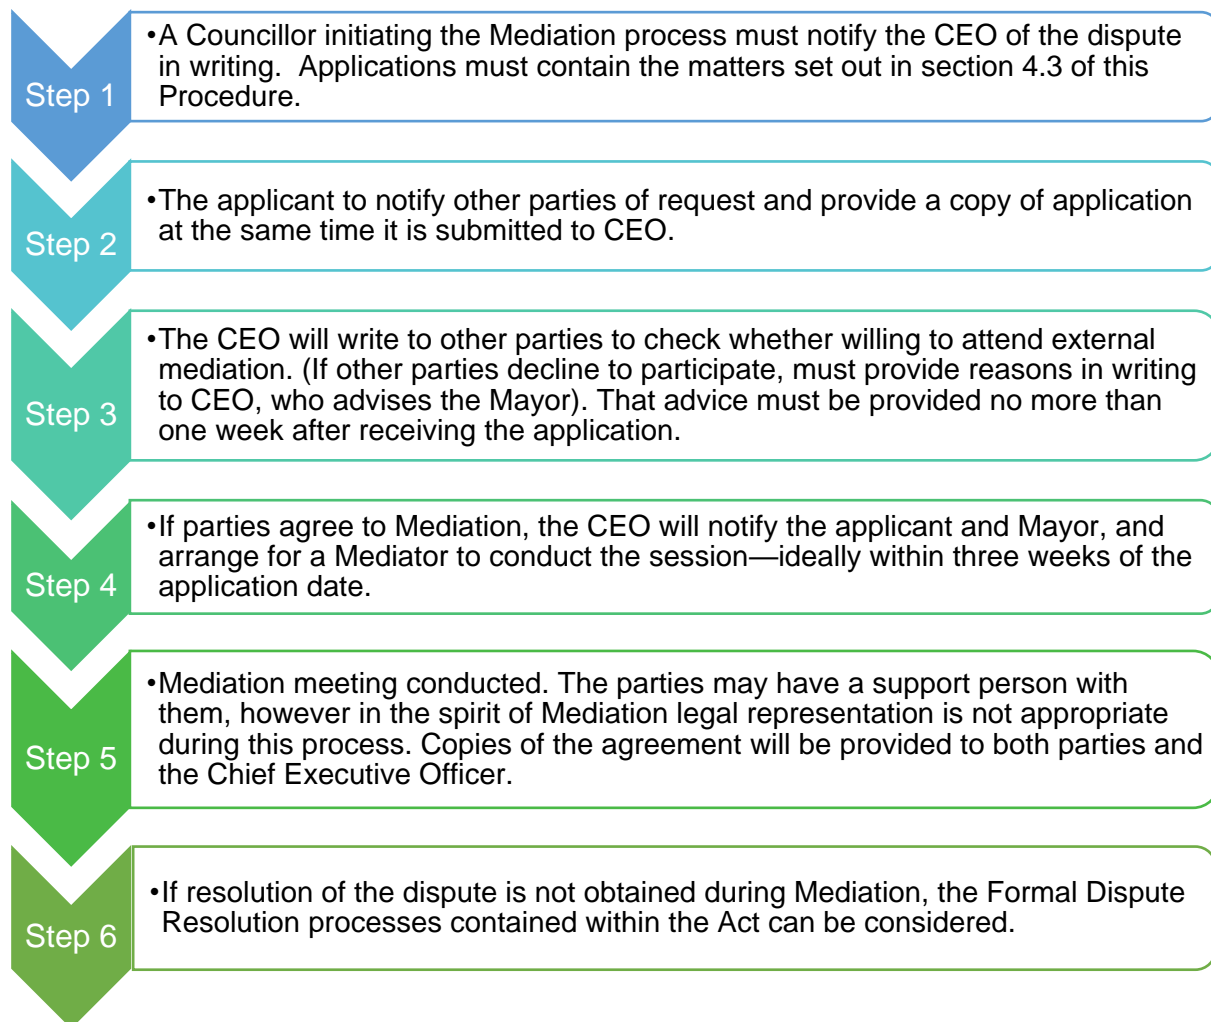 Step 1
•A Councillor initiating the Mediation process must notify the CEO of the dispute
in writing.  Applications must contain the matters set out in section 4.3 of this
Procedure.
Step 2
•The applicant to notify other parties of request and provide a copy of application
at the same time it is submitted to CEO.
Step 3
•The CEO will write to other parties to check whether willing to attend external
mediation. (If other parties decline to participate, must provide reasons in writing
to CEO, who advises the Mayor). That advice must be provided no more than
one week after receiving the application.
Step 4
•If parties agree to Mediation, the CEO will notify the applicant and Mayor, and
arrange for a Mediator to conduct the session—ideally within three weeks of the
application date.
Step 5
•Mediation meeting conducted. The parties may have a support person with
them, however in the spirit of Mediation legal representation is not appropriate
during this process. Copies of the agreement will be provided to both parties and
the Chief Executive Officer.
Step 6
•If resolution of the dispute is not obtained during Mediation, the Formal Dispute
Resolution processes contained within the Act can be considered.